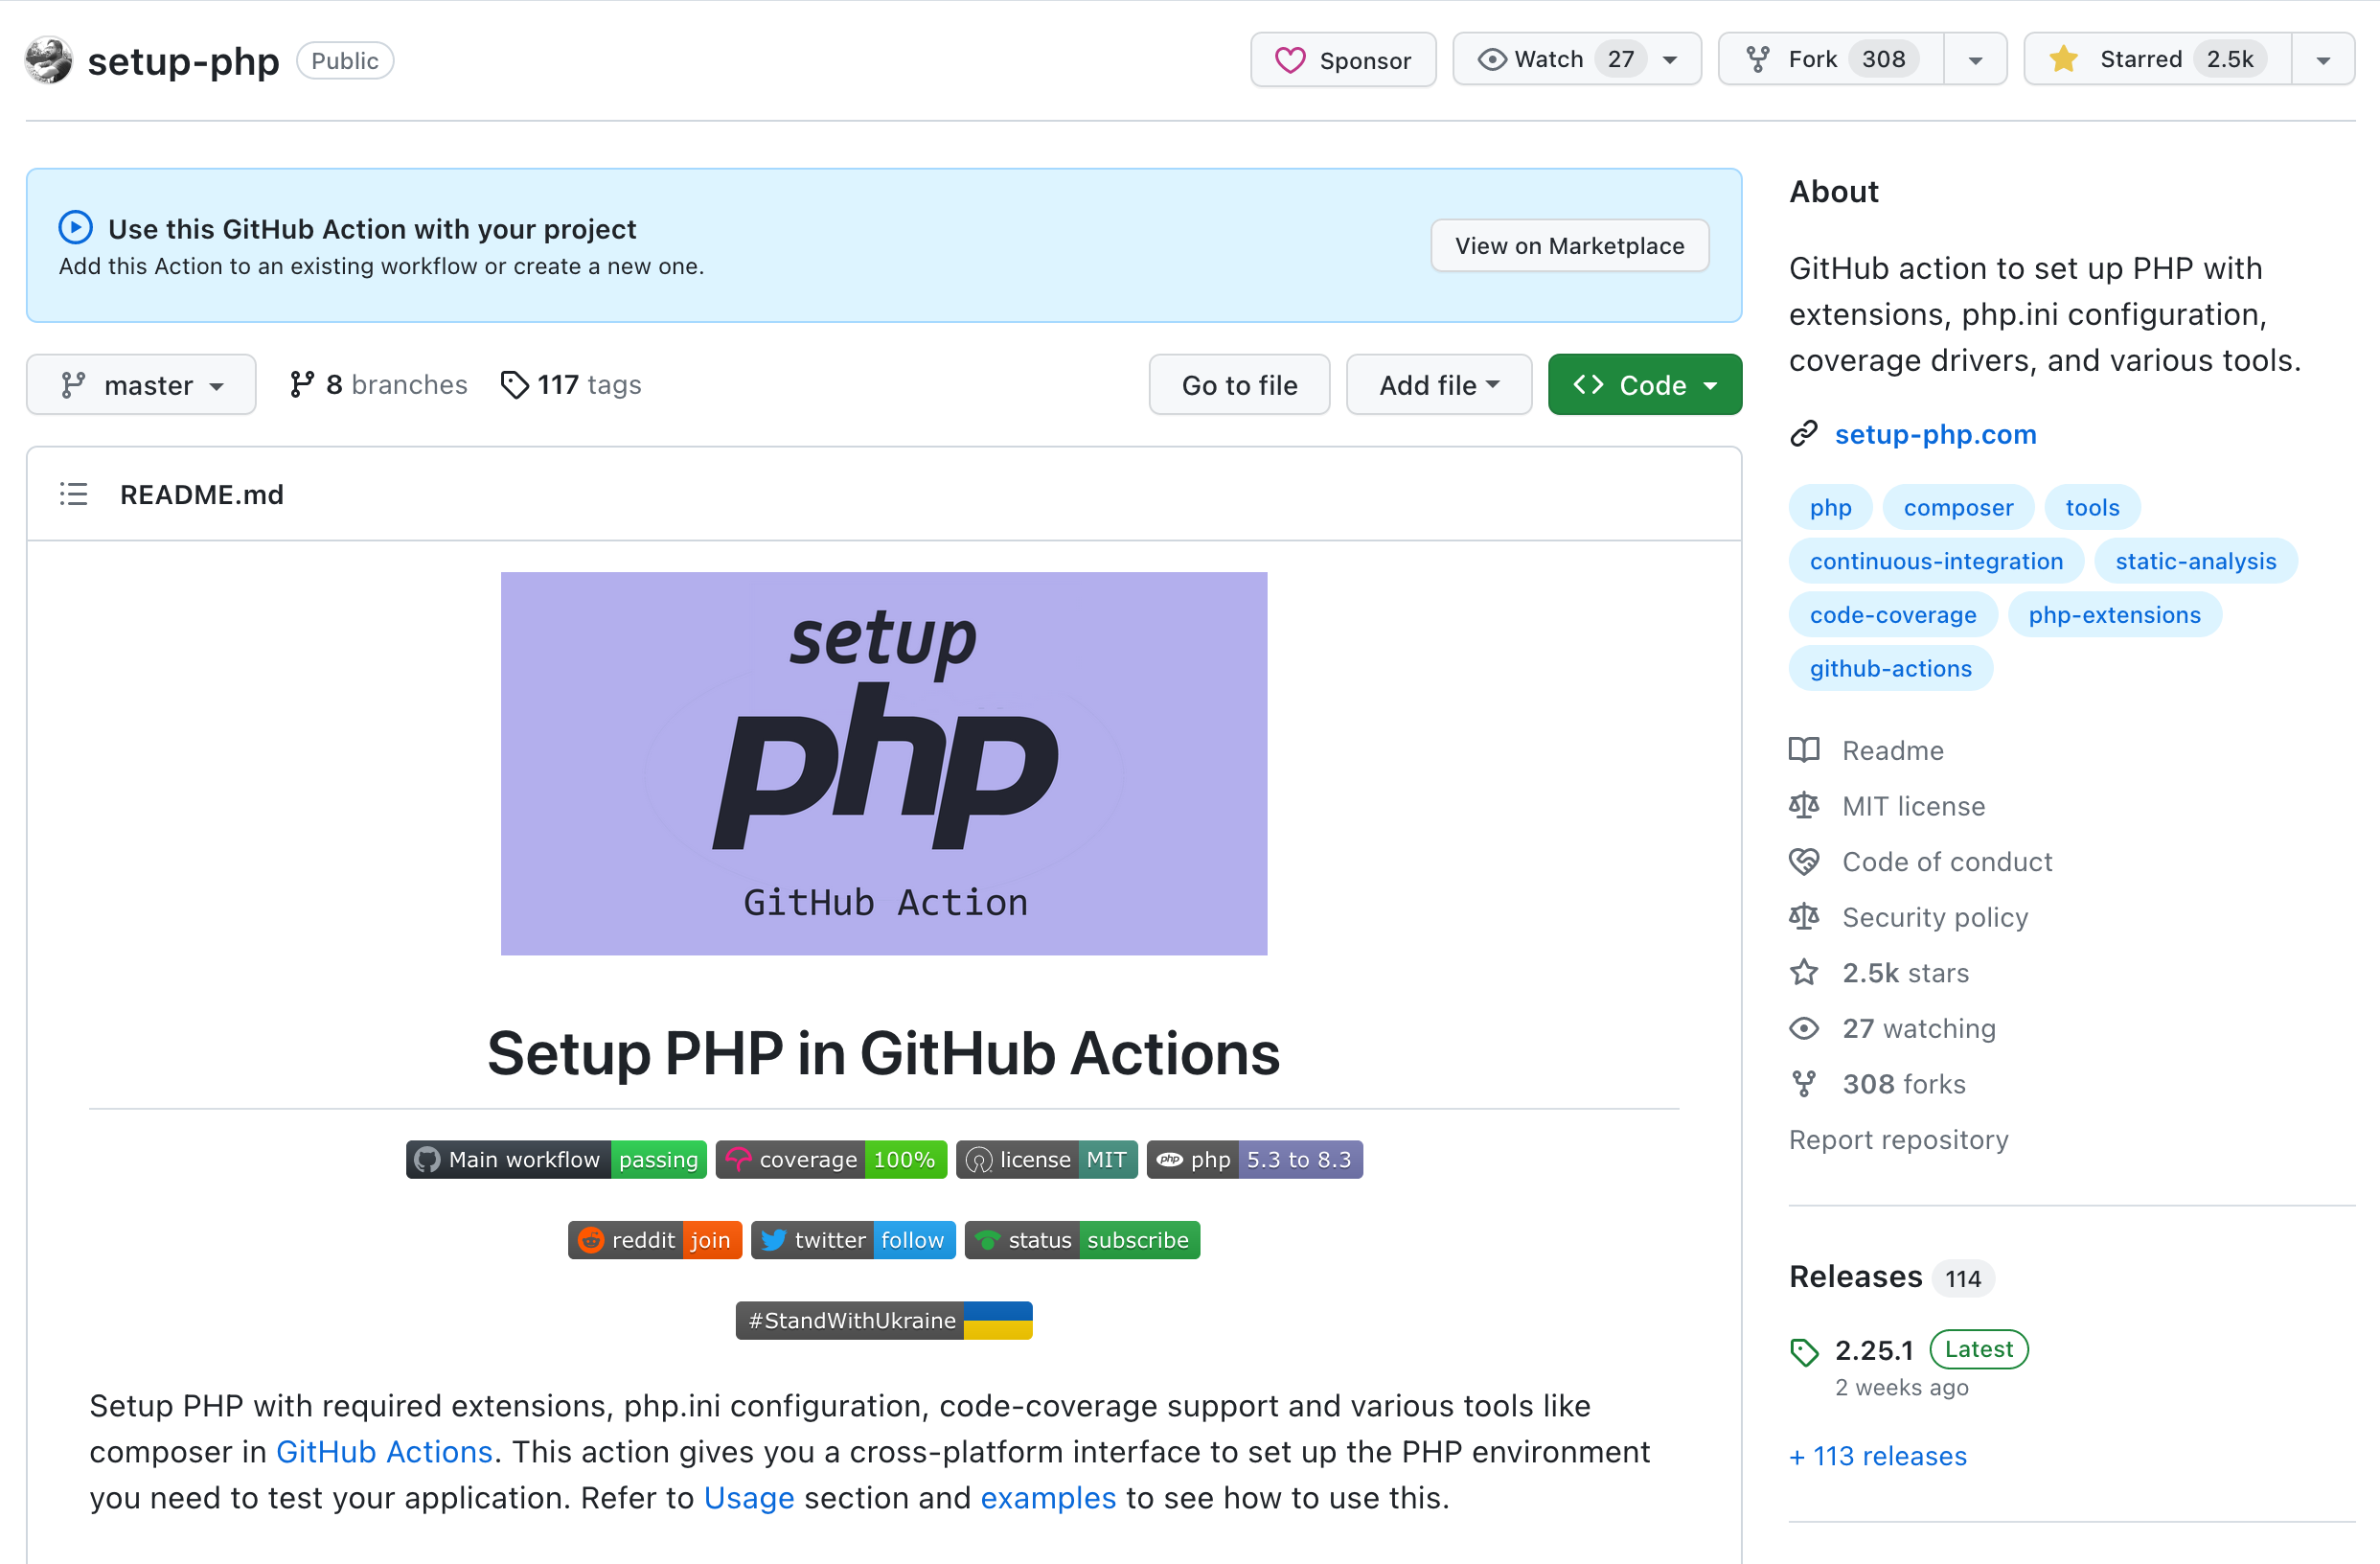 setup-php Public
Sponsor
Watch 27
Fork 308
Starred 2.5k
Use this GitHub Action with your project
Add this Action to an existing workflow or create a new one.
View on Marketplace
master
8 branches
117 tags
Go to file
Add file
Code
README.md
setup
php
GitHub Action
Setup PHP in GitHub Actions
Main workflow passing
coverage 100%
license MIT
php php 5.3 to 8.3
reddit join
twitter follow
status subscribe
#StandWithUkraine
Setup PHP with required extensions, php.ini configuration, code-coverage support and various tools like
composer in GitHub Actions. This action gives you a cross-platform interface to set up the PHP environment
you need to test your application. Refer to Usage section and examples to see how to use this.
About
GitHub action to set up PHP with
extensions, php.ini configuration,
coverage drivers, and various tools.
setup-php.com
php composer tools
continuous-integration static-analysis
code-coverage php-extensions
github-actions
Readme
MIT license
Code of conduct
Security policy
2.5k stars
27 watching
308 forks
Report repository
Releases 114
2.25.1 Latest
2 weeks ago
+ 113 releases